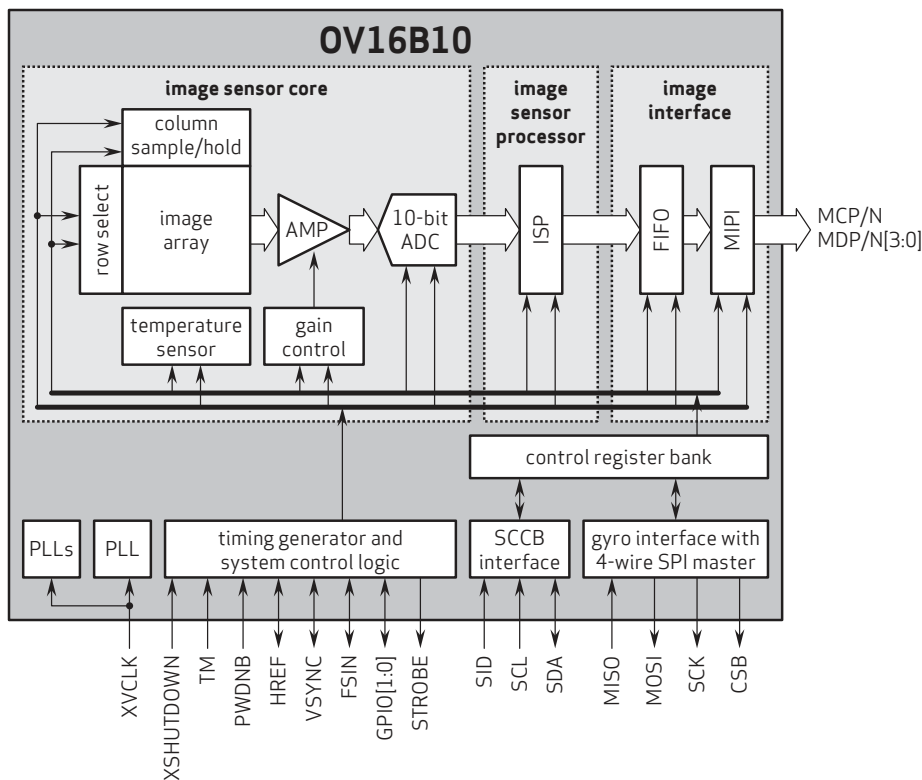 OV16B10
image sensor core
image
sensor
processor
image
interface
column
sample/hold
row select
image
array
AMP
10-bit
ADC
ISP
FIFO
MIPI
MCP/N
MDP/N[3:0]
temperature
sensor
gain
control
control register bank
PLLs
PLL
timing generator and
system control logic
SCCB
interface
gyro interface with
4-wire SPI master
XVCLK
XSHUTDOWN
TM
PWDNB
HREF
VSYNC
FSIN
GPIO[1:0]
STROBE
SID
SCL
SDA
MISO
MOSI
SCK
CSB